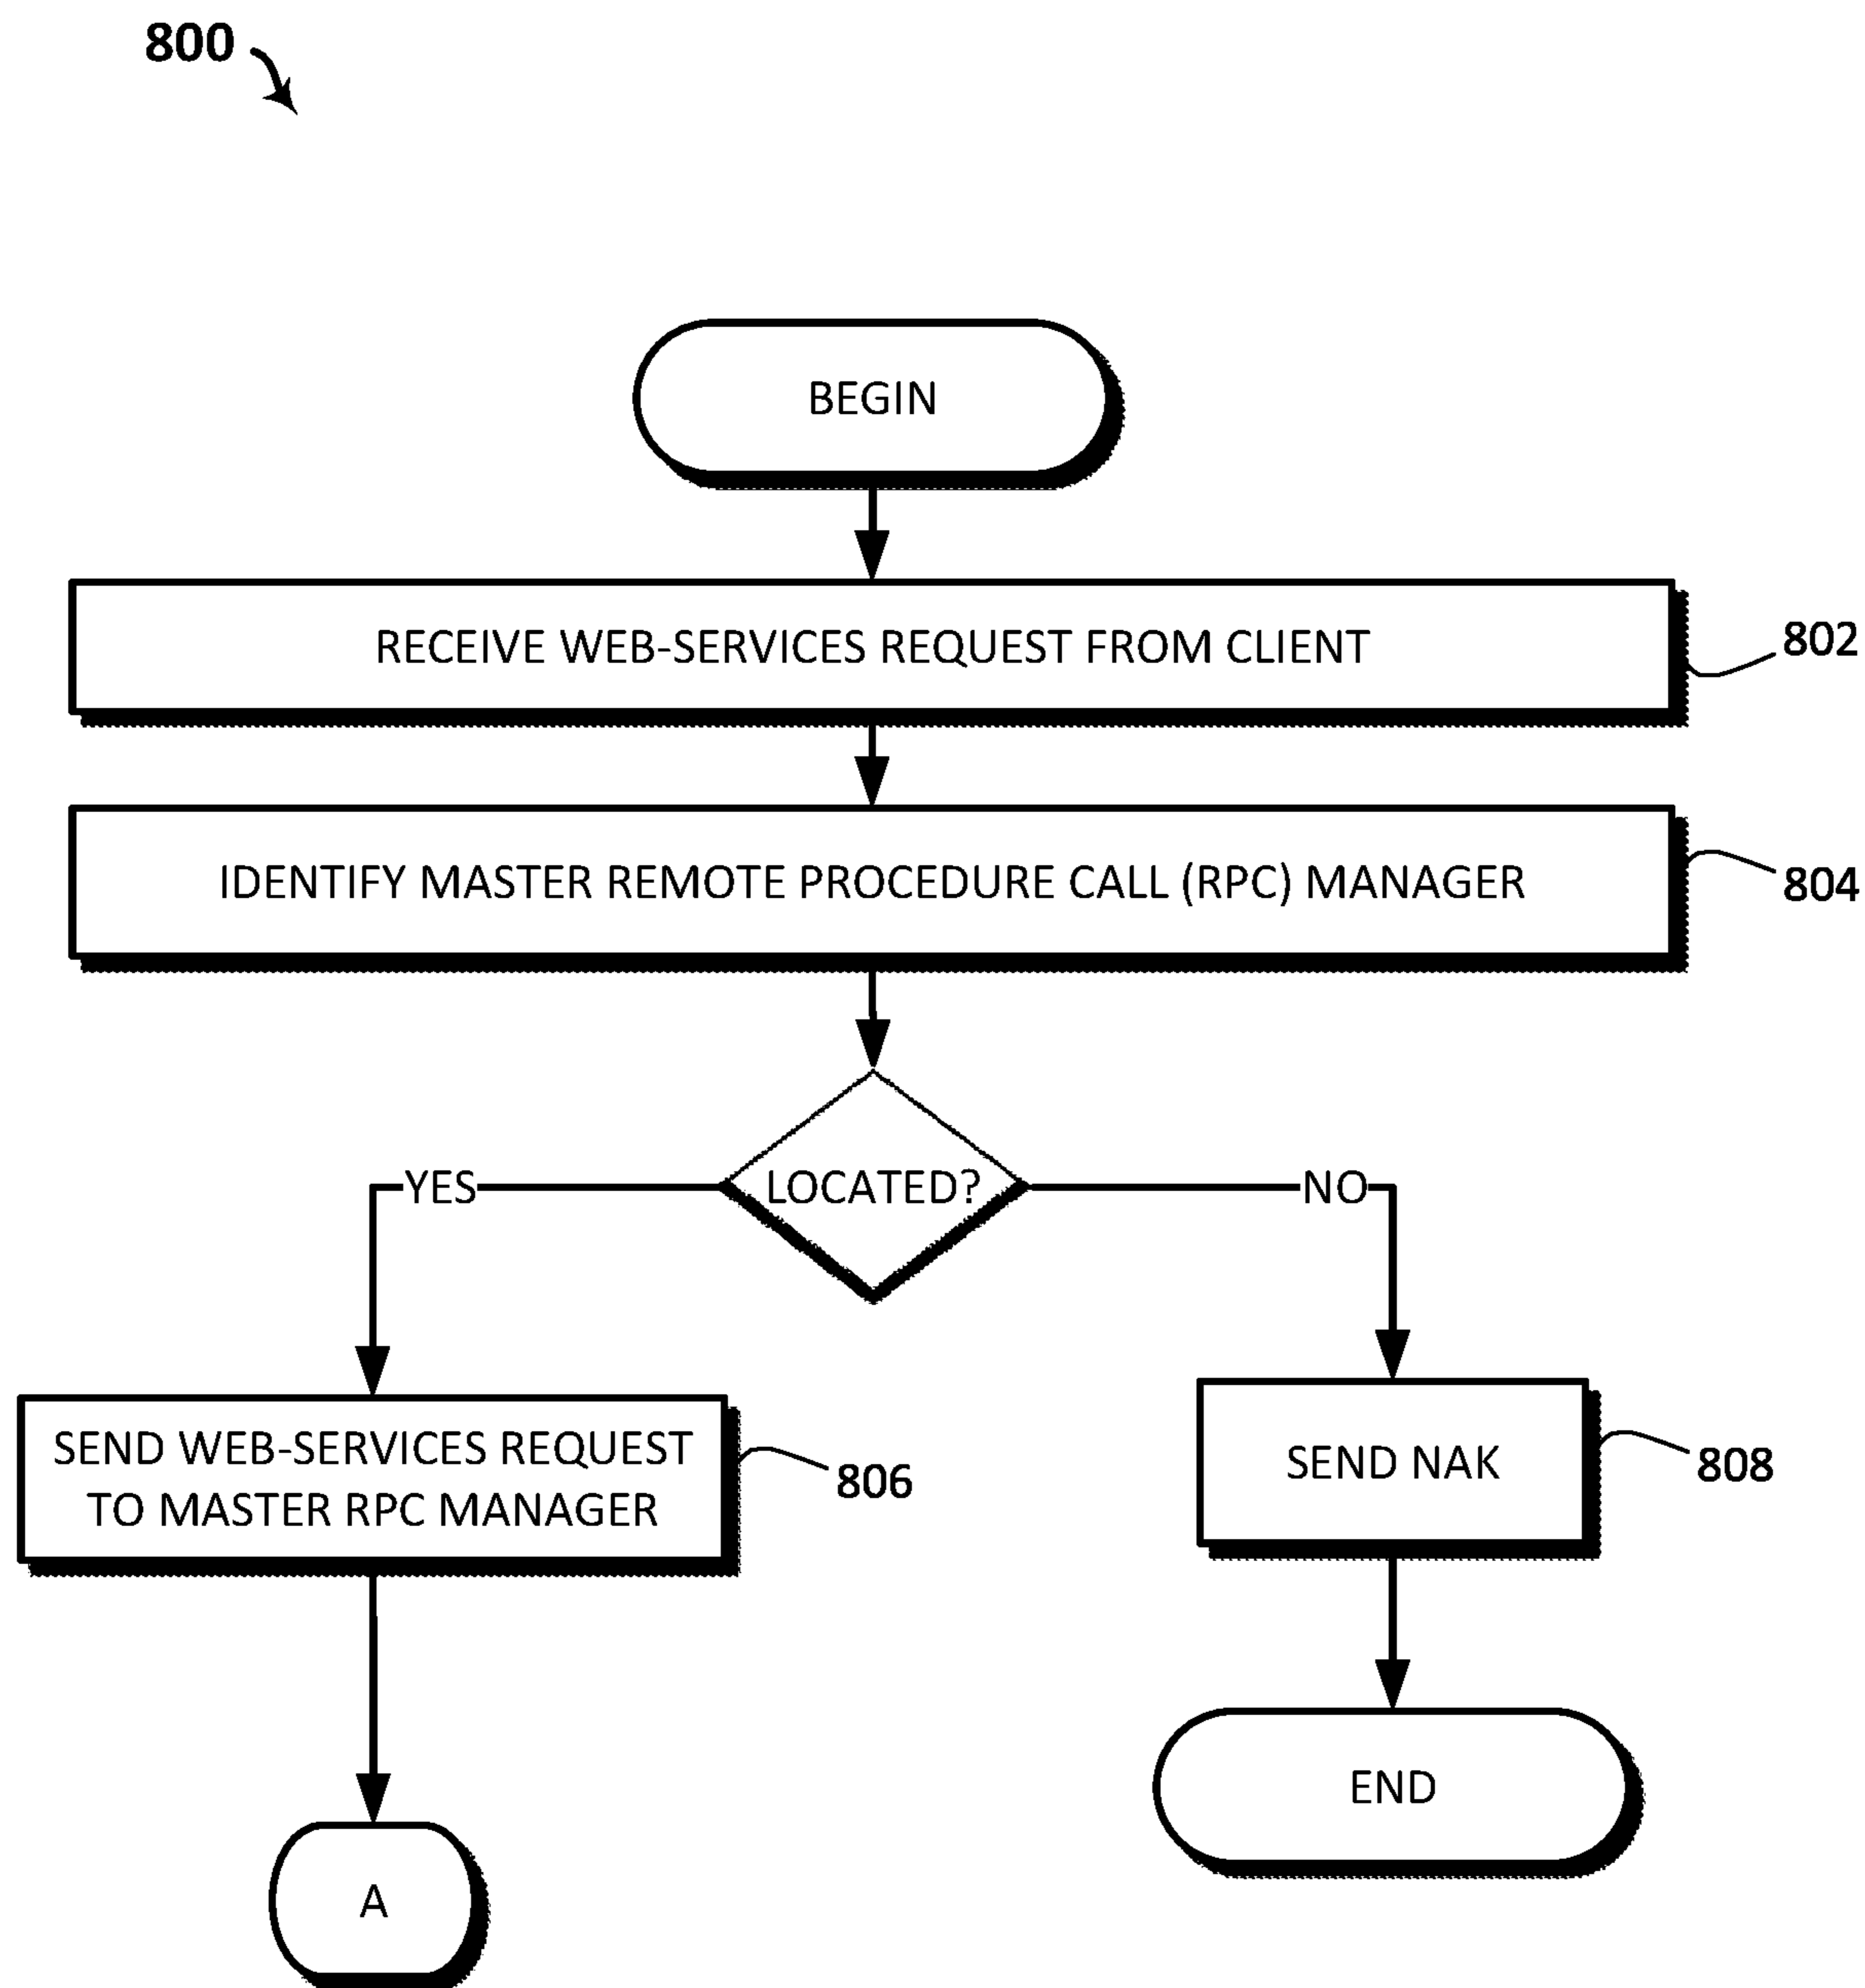 800
BEGIN
RECEIVE WEB-SERVICES REQUEST FROM CLIENT
802
IDENTIFY MASTER REMOTE PROCEDURE CALL (RPC) MANAGER
804
LOCATED?
YES
NO
SEND WEB-SERVICES REQUEST
TO MASTER RPC MANAGER
806
SEND NAK
808
END
A